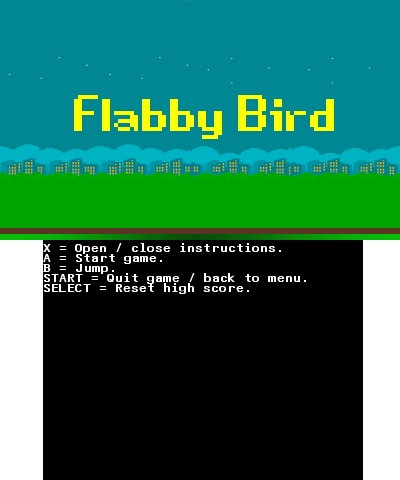 Flabby Bird
X = Open / close instructions.
A = Start game.
B = Jump.
START = Quit game / back to menu.
SELECT = Reset high score.